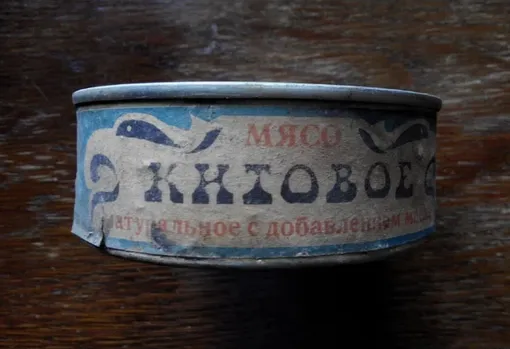 МЯСО
КИТОВОЕ
натуральное с добавлением